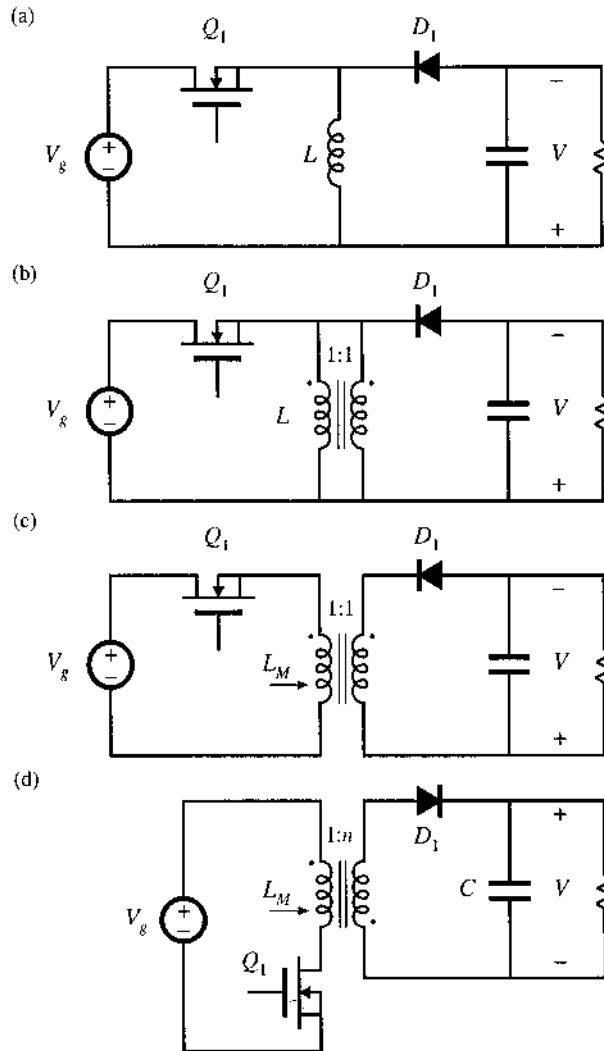 (a)
Q1
D1
Vg
+
−
L
−
V
+
(b)
Q1
D1
1:1
Vg
+
−
L
−
V
+
(c)
Q1
D1
1:1
Vg
+
−
LM
−
V
+
(d)
1:n
D1
+
Vg
+
−
LM
C
V
Q1
−